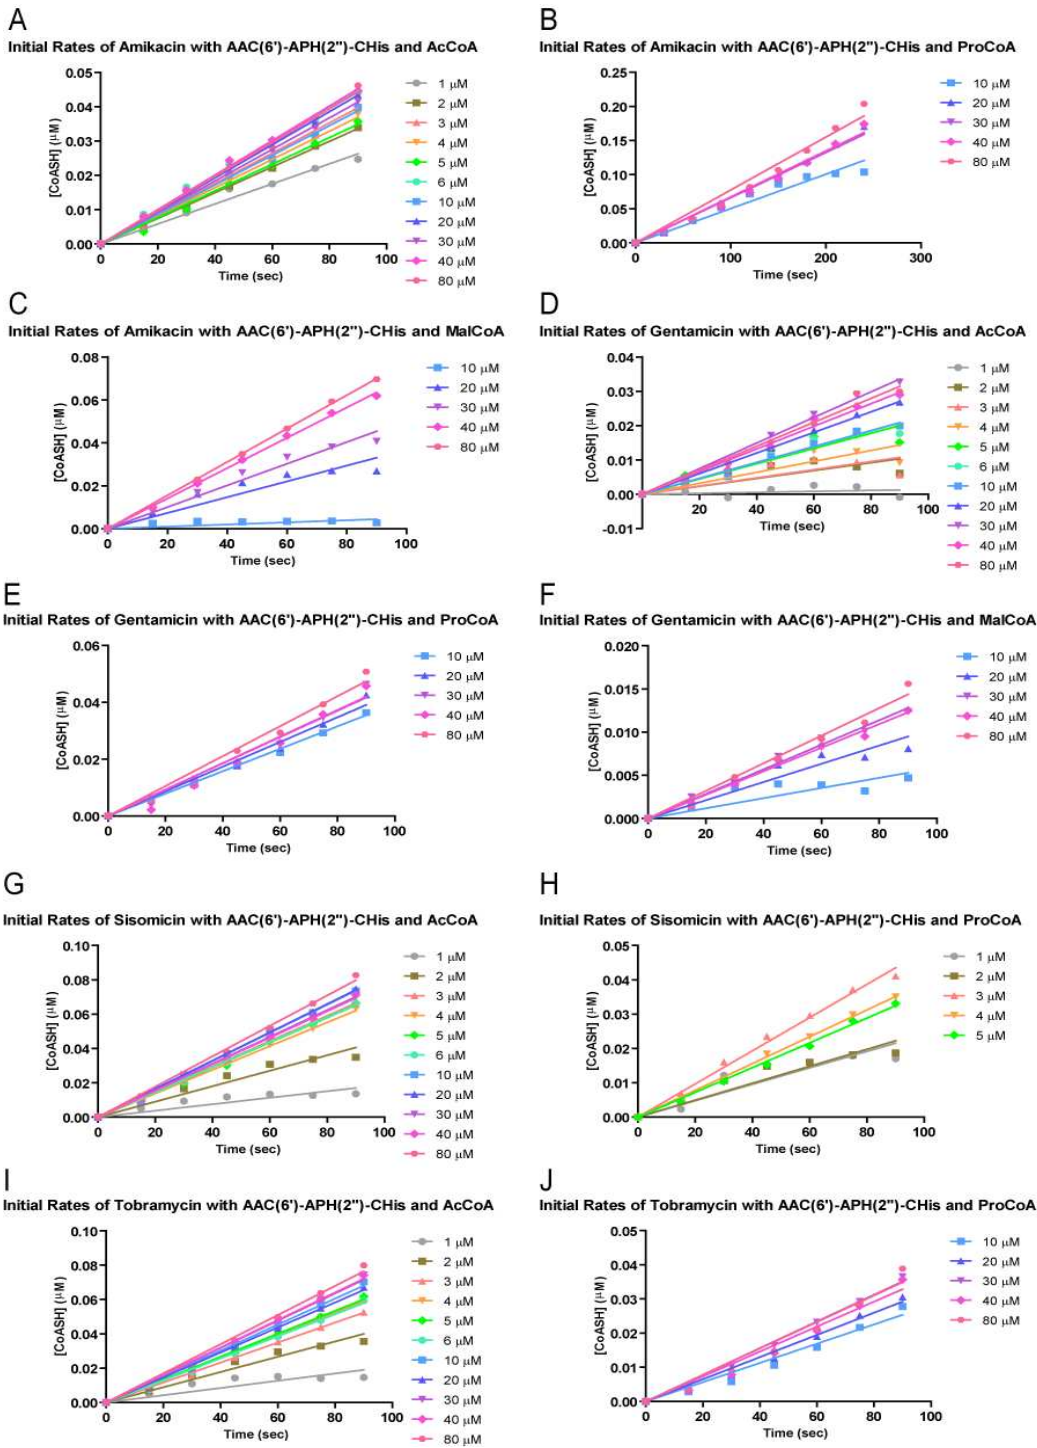 A
Initial Rates of Amikacin with AAC(6')-APH(2")-CHis and AcCoA
[CoASH] (μM)
0.05
0.04
0.03
0.02
0.01
0.00
0 20 40 60 80 100
Time (sec)
1 μM
2 μM
3 μM
4 μM
5 μM
6 μM
10 μM
20 μM
30 μM
40 μM
80 μM
B
Initial Rates of Amikacin with AAC(6')-APH(2")-CHis and ProCoA
[CoASH] (μM)
0.25
0.20
0.15
0.10
0.05
0.00
0 100 200 300
Time (sec)
10 μM
20 μM
30 μM
40 μM
80 μM
C
Initial Rates of Amikacin with AAC(6')-APH(2")-CHis and MalCoA
[CoASH] (μM)
0.08
0.06
0.04
0.02
0.00
0 20 40 60 80 100
Time (sec)
10 μM
20 μM
30 μM
40 μM
80 μM
D
Initial Rates of Gentamicin with AAC(6')-APH(2")-CHis and AcCoA
[CoASH] (μM)
0.04
0.03
0.02
0.01
0.00
-0.01
20 40 60 80 100
Time (sec)
1 μM
2 μM
3 μM
4 μM
5 μM
6 μM
10 μM
20 μM
30 μM
40 μM
80 μM
E
Initial Rates of Gentamicin with AAC(6')-APH(2")-CHis and ProCoA
[CoASH] (μM)
0.06
0.04
0.02
0.00
0 20 40 60 80 100
Time (sec)
10 μM
20 μM
30 μM
40 μM
80 μM
F
Initial Rates of Gentamicin with AAC(6')-APH(2")-CHis and MalCoA
[CoASH] (μM)
0.020
0.015
0.010
0.005
0.000
0 20 40 60 80 100
Time (sec)
10 μM
20 μM
30 μM
40 μM
80 μM
G
Initial Rates of Sisomicin with AAC(6')-APH(2")-CHis and AcCoA
[CoASH] (μM)
0.10
0.08
0.06
0.04
0.02
0.00
0 20 40 60 80 100
Time (sec)
1 μM
2 μM
3 μM
4 μM
5 μM
6 μM
10 μM
20 μM
30 μM
40 μM
80 μM
H
Initial Rates of Sisomicin with AAC(6')-APH(2")-CHis and ProCoA
[CoASH] (μM)
0.05
0.04
0.03
0.02
0.01
0.00
0 20 40 60 80 100
Time (sec)
1 μM
2 μM
3 μM
4 μM
5 μM
I
Initial Rates of Tobramycin with AAC(6')-APH(2")-CHis and AcCoA
[CoASH] (μM)
0.10
0.08
0.06
0.04
0.02
0.00
0 20 40 60 80 100
Time (sec)
1 μM
2 μM
3 μM
4 μM
5 μM
6 μM
10 μM
20 μM
30 μM
40 μM
80 μM
J
Initial Rates of Tobramycin with AAC(6')-APH(2")-CHis and ProCoA
[CoASH] (μM)
0.05
0.04
0.03
0.02
0.01
0.00
0 20 40 60 80 100
Time (sec)
10 μM
20 μM
30 μM
40 μM
80 μM